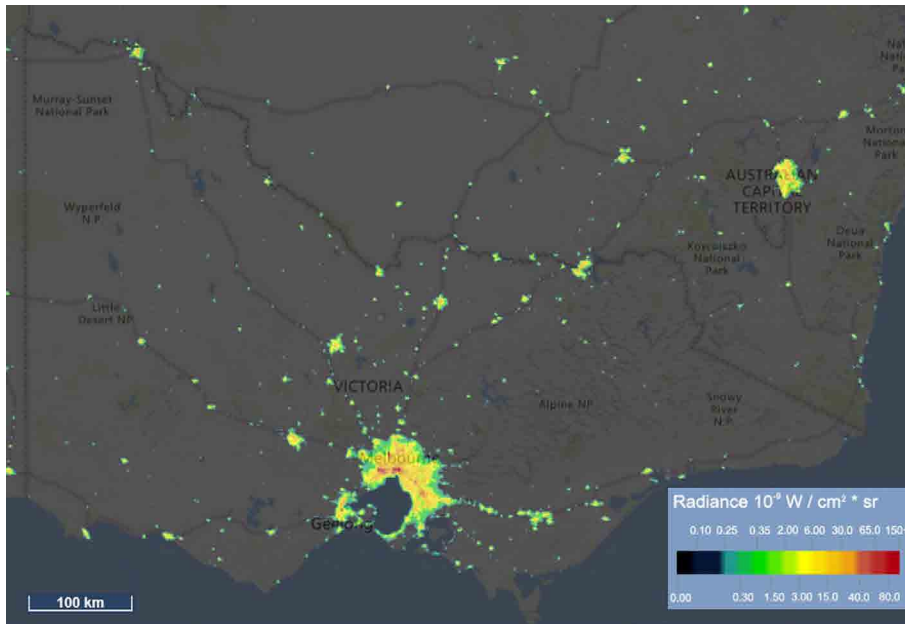 Murray-Sunset
National Park
Morton
National
Park
AUSTRALIAN
CAPITAL
TERRITORY
Wyperfeld
N.P.
Deua
National
Park
Kosciuszko
National
Park
Little
Desert NP
VICTORIA
Alpine NP
Snowy
River
N.P.
Melbourne
Geelong
Radiance 10⁻⁹ W / cm² * sr
0.10 0.25 0.35 2.00 6.00 30.0 65.0 150+
0.00 0.30 1.50 3.00 15.0 40.0 80.0
100 km